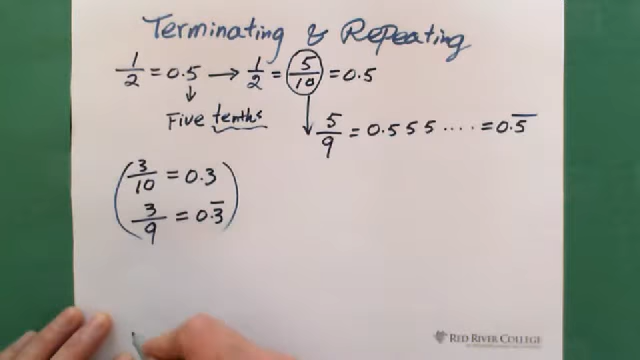 Terminating & Repeating
1/2 = 0.5 → 1/2 = 5/10 = 0.5
↓
Five tenths
5/9 = 0.555 .... = 0.5̅
3/10 = 0.3
3/9 = 0.3̅
RED RIVER COLLEGE